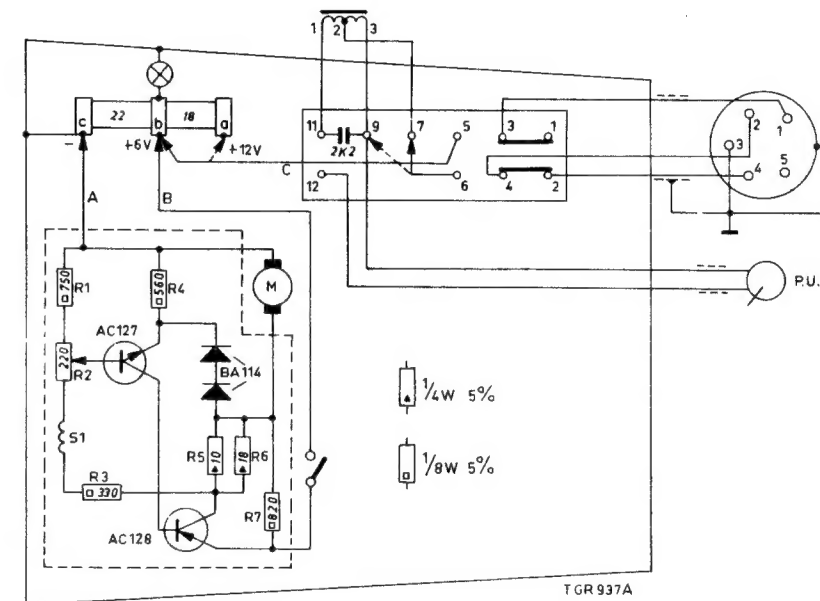 1 2 3
c 22 b 18 a
- +6V +12V
11 9 7 5 3 1
2K2
C
12 6 4 2
2 1
3
4 5
A B
750 R1
560 R4
M
P.U.
AC127
220 R2
BA114
1/4W 5%
S1
R5 10 18 R6
1/8W 5%
R3
330
R7 820
AC128
TGR 937A